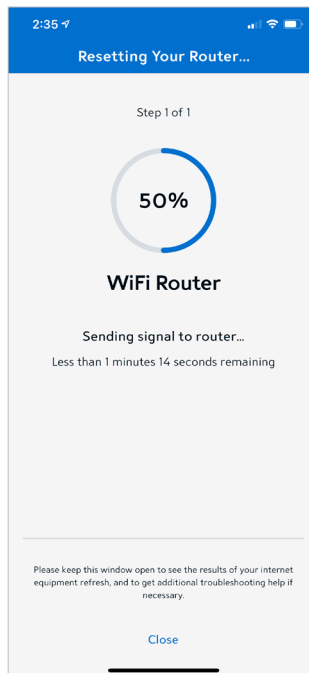 2:35
Resetting Your Router...
Step 1 of 1
50%
WiFi Router
Sending signal to router...
Less than 1 minutes 14 seconds remaining
Please keep this window open to see the results of your internet
equipment refresh, and to get additional troubleshooting help if
necessary.
Close